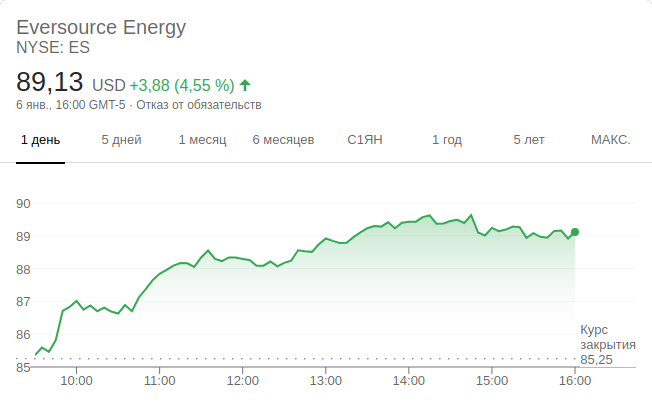 Eversource Energy
NYSE: ES
89,13 USD +3,88 (4,55 %)
6 янв., 16:00 GMT-5 · Отказ от обязательств
1 день 5 дней 1 месяц 6 месяцев С1ЯН 1 год 5 лет МАКС.
90
89
88
87
86
85
Курс
закрытия
85,25
10:00 11:00 12:00 13:00 14:00 15:00 16:00